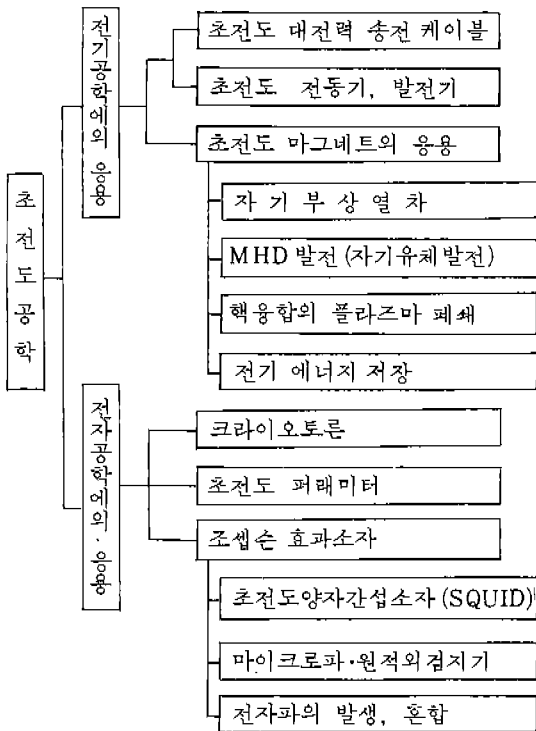 초전도공학
전기공학에의 응용
초전도 대전력 송전 케이블
초전도 전동기, 발전기
초전도 마그네트의 응용
자기부상열차
MHD 발전 (자기유체발전)
핵융합의 플라즈마 폐쇄
전기 에너지 저장
전자공학에의·응용
크라이오토론
초전도 퍼래미터
조셉슨 효과소자
초전도양자간섭소자 (SQUID)
마이크로파·원적외검지기
전자파의 발생, 혼합